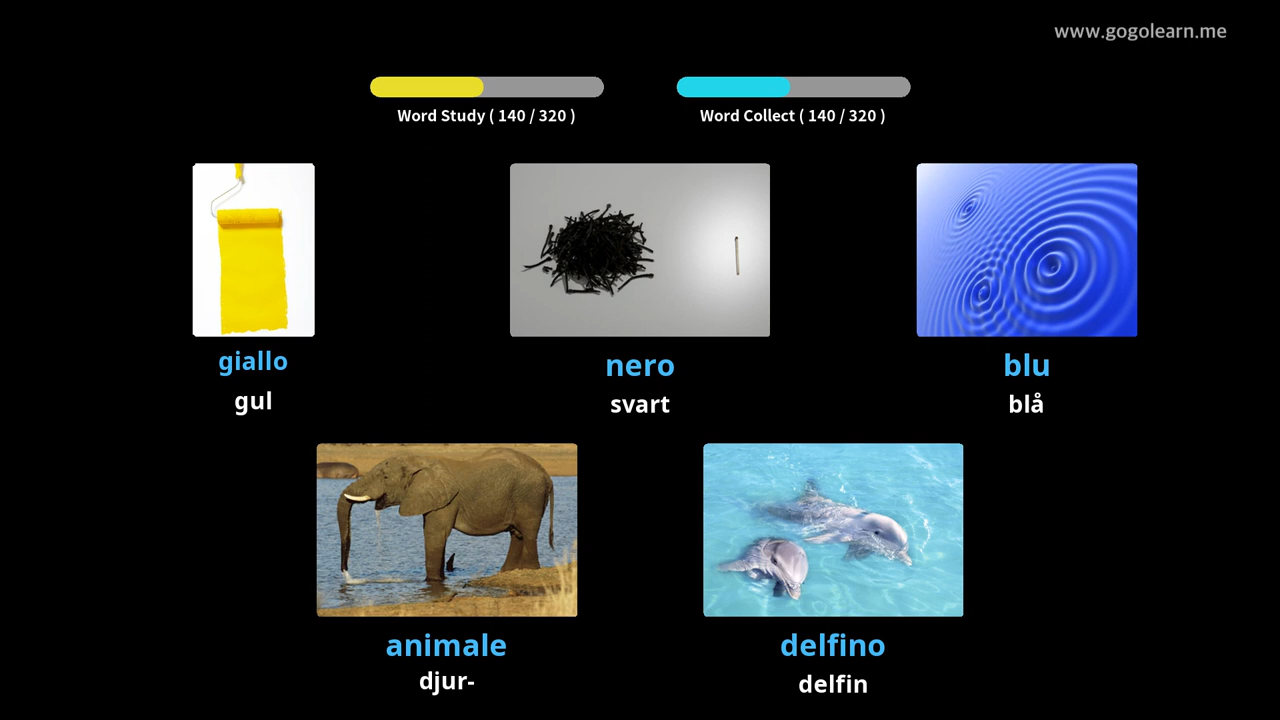 www.gogolearn.me
Word Study ( 140 / 320 )
Word Collect ( 140 / 320 )
giallo
gul
nero
svart
blu
blå
animale
djur-
delfino
delfin